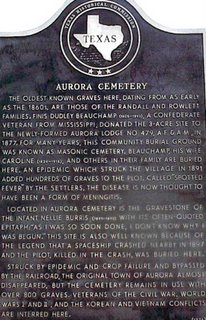 TEXAS HISTORICAL COMMISSION
TEXAS
AURORA CEMETERY
THE OLDEST KNOWN GRAVES HERE, DATING FROM AS EARLY
AS THE 1860s, ARE THOSE OF THE RANDALL AND ROWLETT
FAMILIES. FINIS DUDLEY BEAUCHAMP A CONFEDERATE
VETERAN FROM MISSISSIPPI, DONATED THE 3-ACRE SITE TO
THE NEWLY-FORMED AURORA LODGE NO. 479, A.F. & A.M., IN
1877. FOR MANY YEARS, THIS COMMUNITY BURIAL GROUND
WAS KNOWN AS MASONIC CEMETERY. BEAUCHAMP, HIS WIFE
CAROLINE AND OTHERS IN THEIR FAMILY ARE BURIED
HERE. AN EPIDEMIC WHICH STRUCK THE VILLAGE IN 1891
ADDED HUNDREDS OF GRAVES TO THE PLOT. CALLED "SPOTTED
FEVER" BY THE SETTLERS, THE DISEASE IS NOW THOUGHT TO
HAVE BEEN A FORM OF MENINGITIS.
LOCATED IN AURORA CEMETERY IS THE GRAVESTONE OF
THE INFANT NELLIE BURRIS WITH ITS OFTEN-QUOTED
EPITAPH: "AS I WAS SO SOON DONE, I DON'T KNOW WHY I
WAS BEGUN." THIS SITE IS ALSO WELL KNOWN BECAUSE OF
THE LEGEND THAT A SPACESHIP CRASHED NEARBY IN 1897
AND THE PILOT, KILLED IN THE CRASH, WAS BURIED HERE.
STRUCK BY EPIDEMIC AND CROP FAILURE AND BYPASSED
BY THE RAILROAD, THE ORIGINAL TOWN OF AURORA ALMOST
DISAPPEARED, BUT THE CEMETERY REMAINS IN USE WITH
OVER 800 GRAVES. VETERANS OF THE CIVIL WAR, WORLD
WARS I AND II, AND THE KOREAN AND VIETNAM CONFLICTS
ARE INTERRED HERE.